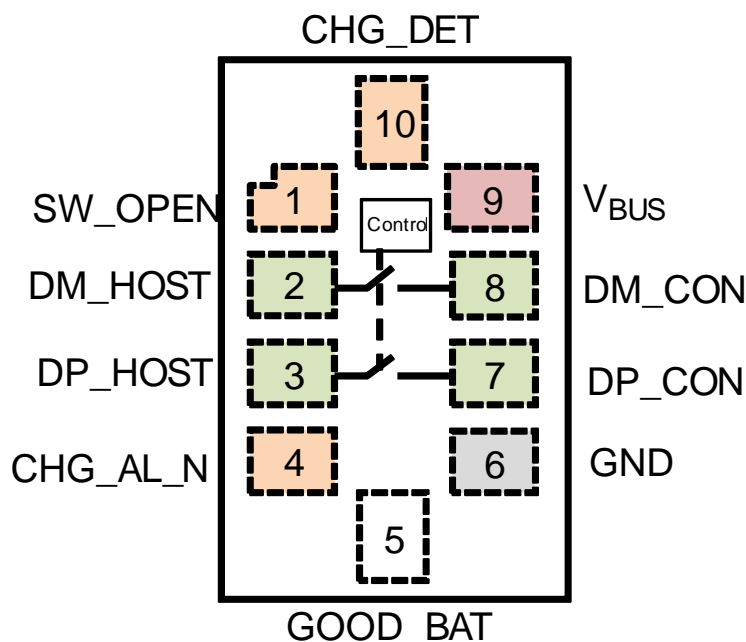 CHG_DET
10
SW_OPEN 1 9 VBUS
Control
DM_HOST 2 8 DM_CON
DP_HOST 3 7 DP_CON
CHG_AL_N 4 6 GND
5
GOOD_BAT